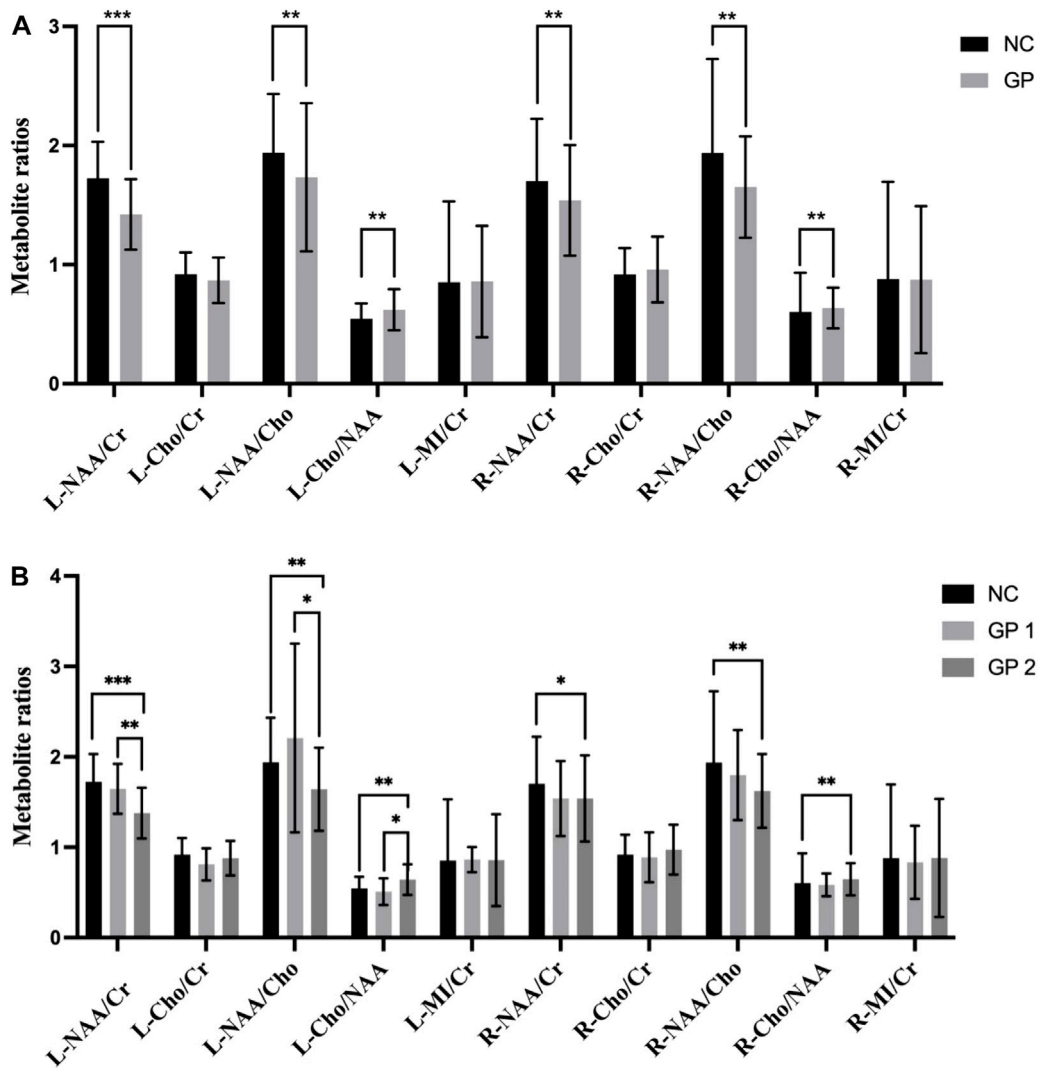 A
Metabolite ratios
3
2
1
0
***
**
**
**
**
**
NC
GP
L-NAA/Cr
L-Cho/Cr
L-NAA/Cho
L-Cho/NAA
L-MI/Cr
R-NAA/Cr
R-Cho/Cr
R-NAA/Cho
R-Cho/NAA
R-MI/Cr
B
Metabolite ratios
4
3
2
1
0
***
**
**
*
**
*
*
**
**
NC
GP 1
GP 2
L-NAA/Cr
L-Cho/Cr
L-NAA/Cho
L-Cho/NAA
L-MI/Cr
R-NAA/Cr
R-Cho/Cr
R-NAA/Cho
R-Cho/NAA
R-MI/Cr